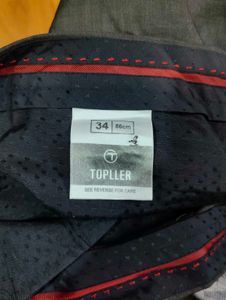 34 86cm
T
TOPLLER
SEE REVERSE FOR CARE